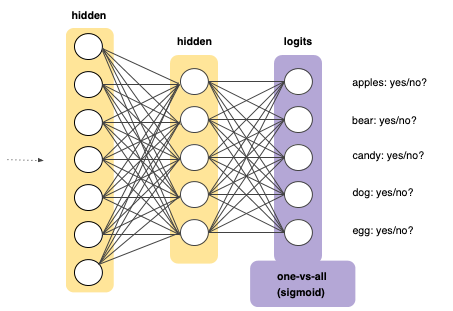 hidden
hidden
logits
apples: yes/no?
bear: yes/no?
candy: yes/no?
dog: yes/no?
egg: yes/no?
one-vs-all
(sigmoid)